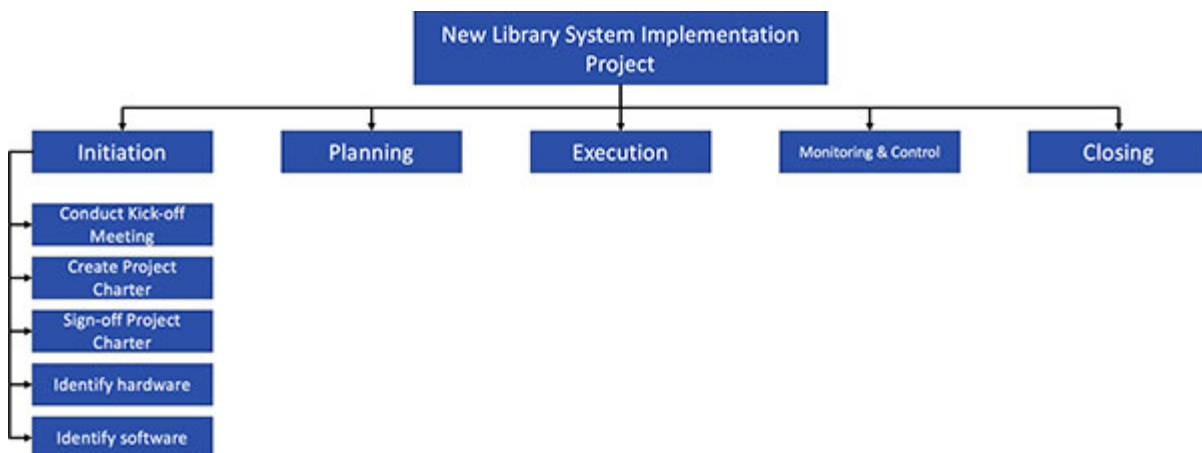 New Library System Implementation
Project
Initiation
Planning
Execution
Monitoring & Control
Closing
Conduct Kick-off
Meeting
Create Project
Charter
Sign-off Project
Charter
Identify hardware
Identify software